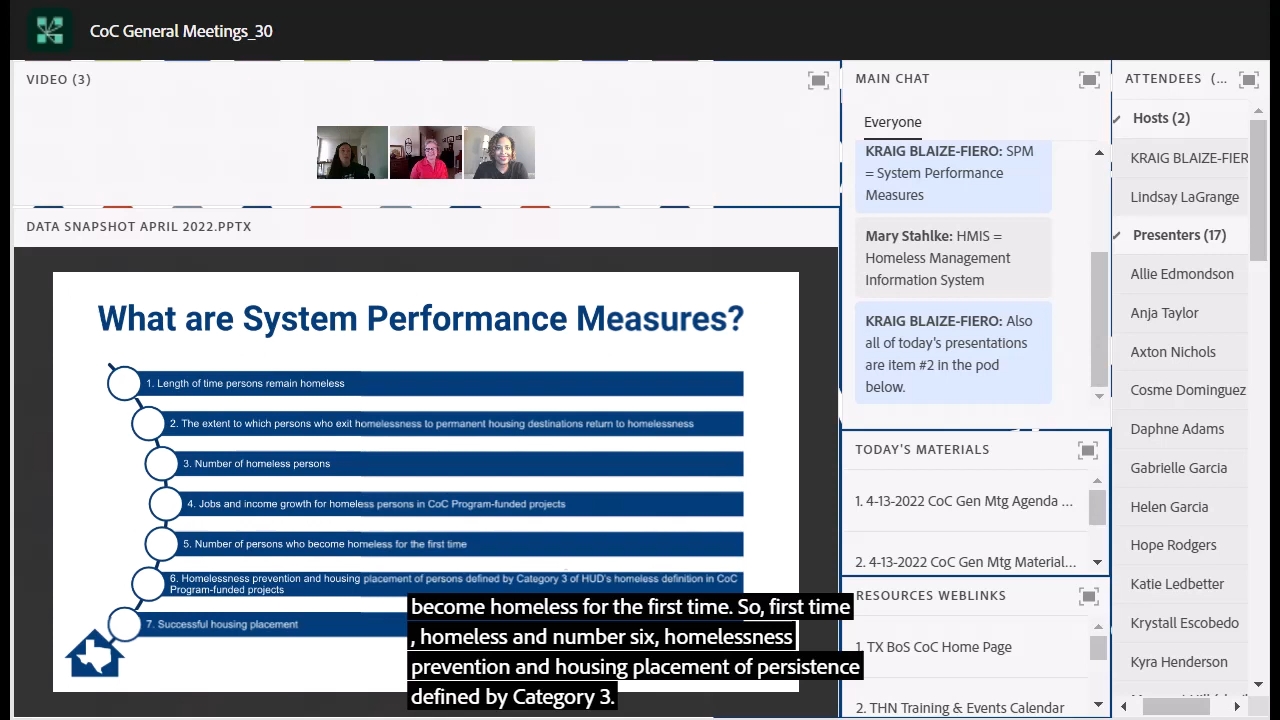 CoC General Meetings_30
VIDEO (3)
DATA SNAPSHOT APRIL 2022.PPTX
What are System Performance Measures?
1. Length of time persons remain homeless
2. The extent to which persons who exit homelessness to permanent housing destinations return to homelessness
3. Number of homeless persons
4. Jobs and income growth for homeless persons in CoC Program-funded projects
5. Number of persons who become homeless for the first time
6. Homelessness prevention and housing placement of persons defined by Category 3 of HUD's homeless definition in CoC
Program-funded projects
7. Successful housing placement
become homeless for the first time. So, first time
, homeless and number six, homelessness
prevention and housing placement of persistence
defined by Category 3.
MAIN CHAT
Everyone
KRAIG BLAIZE-FIERO: SPM
= System Performance
Measures
Mary Stahlke: HMIS =
Homeless Management
Information System
KRAIG BLAIZE-FIERO: Also
all of today's presentations
are item #2 in the pod
below.
TODAY'S MATERIALS
1. 4-13-2022 CoC Gen Mtg Agenda ...
2. 4-13-2022 CoC Gen Mtg Material...
RESOURCES WEBLINKS
1. TX BoS CoC Home Page
2. THN Training & Events Calendar
ATTENDEES (...
Hosts (2)
KRAIG BLAIZE-FIER
Lindsay LaGrange
Presenters (17)
Allie Edmondson
Anja Taylor
Axton Nichols
Cosme Dominguez
Daphne Adams
Gabrielle Garcia
Helen Garcia
Hope Rodgers
Katie Ledbetter
Krystall Escobedo
Kyra Henderson